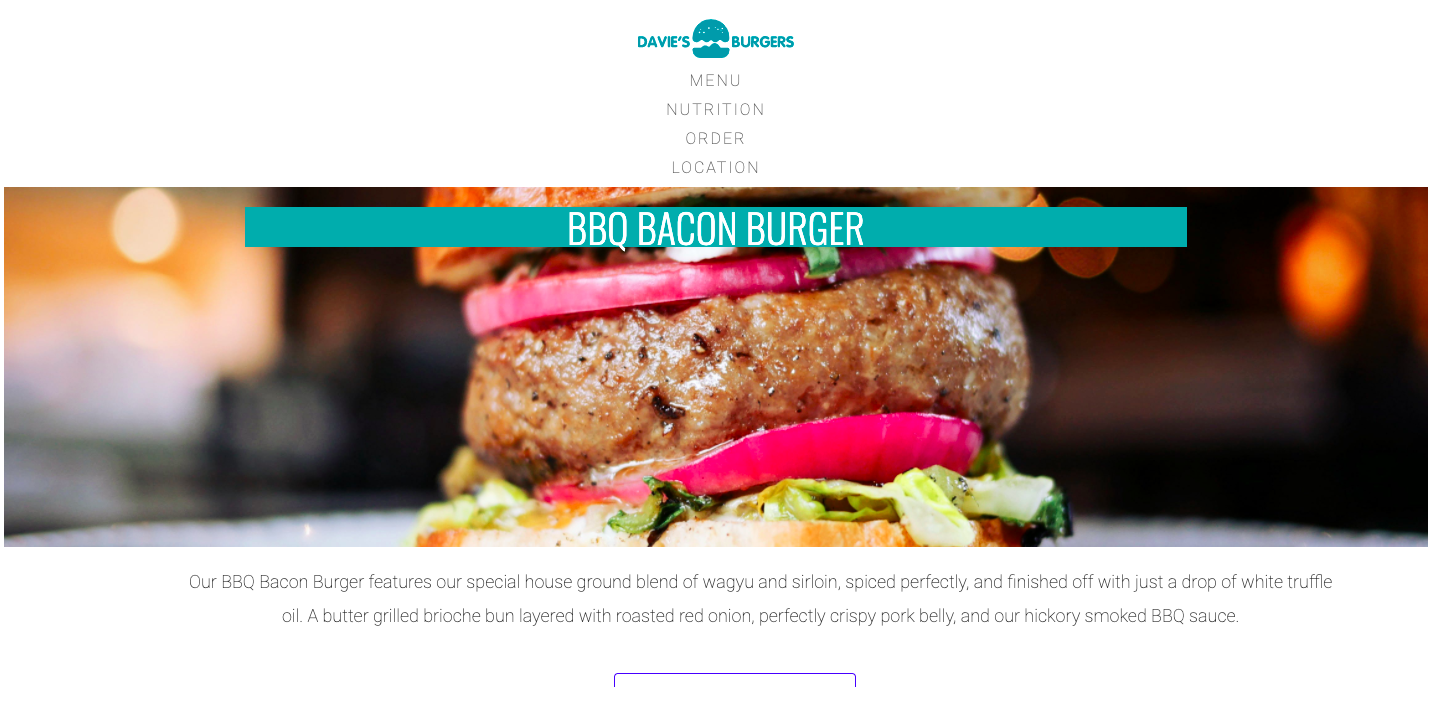 DAVIE'S BURGERS
MENU
NUTRITION
ORDER
LOCATION
BBQ BACON BURGER
Our BBQ Bacon Burger features our special house ground blend of wagyu and sirloin, spiced perfectly, and finished off with just a drop of white truffle
oil. A butter grilled brioche bun layered with roasted red onion, perfectly crispy pork belly, and our hickory smoked BBQ sauce.